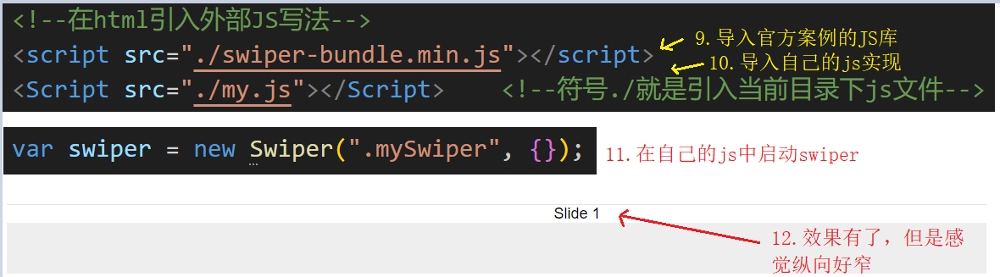 <!--在html引入外部JS写法-->
<script src="./swiper-bundle.min.js"></script>
9.导入官方案例的JS库
10.导入自己的js实现
<Script src="./my.js"></Script> <!--符号./就是引入当前目录下js文件-->
var swiper = new Swiper(".mySwiper", {});
11.在自己的js中启动swiper
Slide 1
12.效果有了，但是感
觉纵向好窄